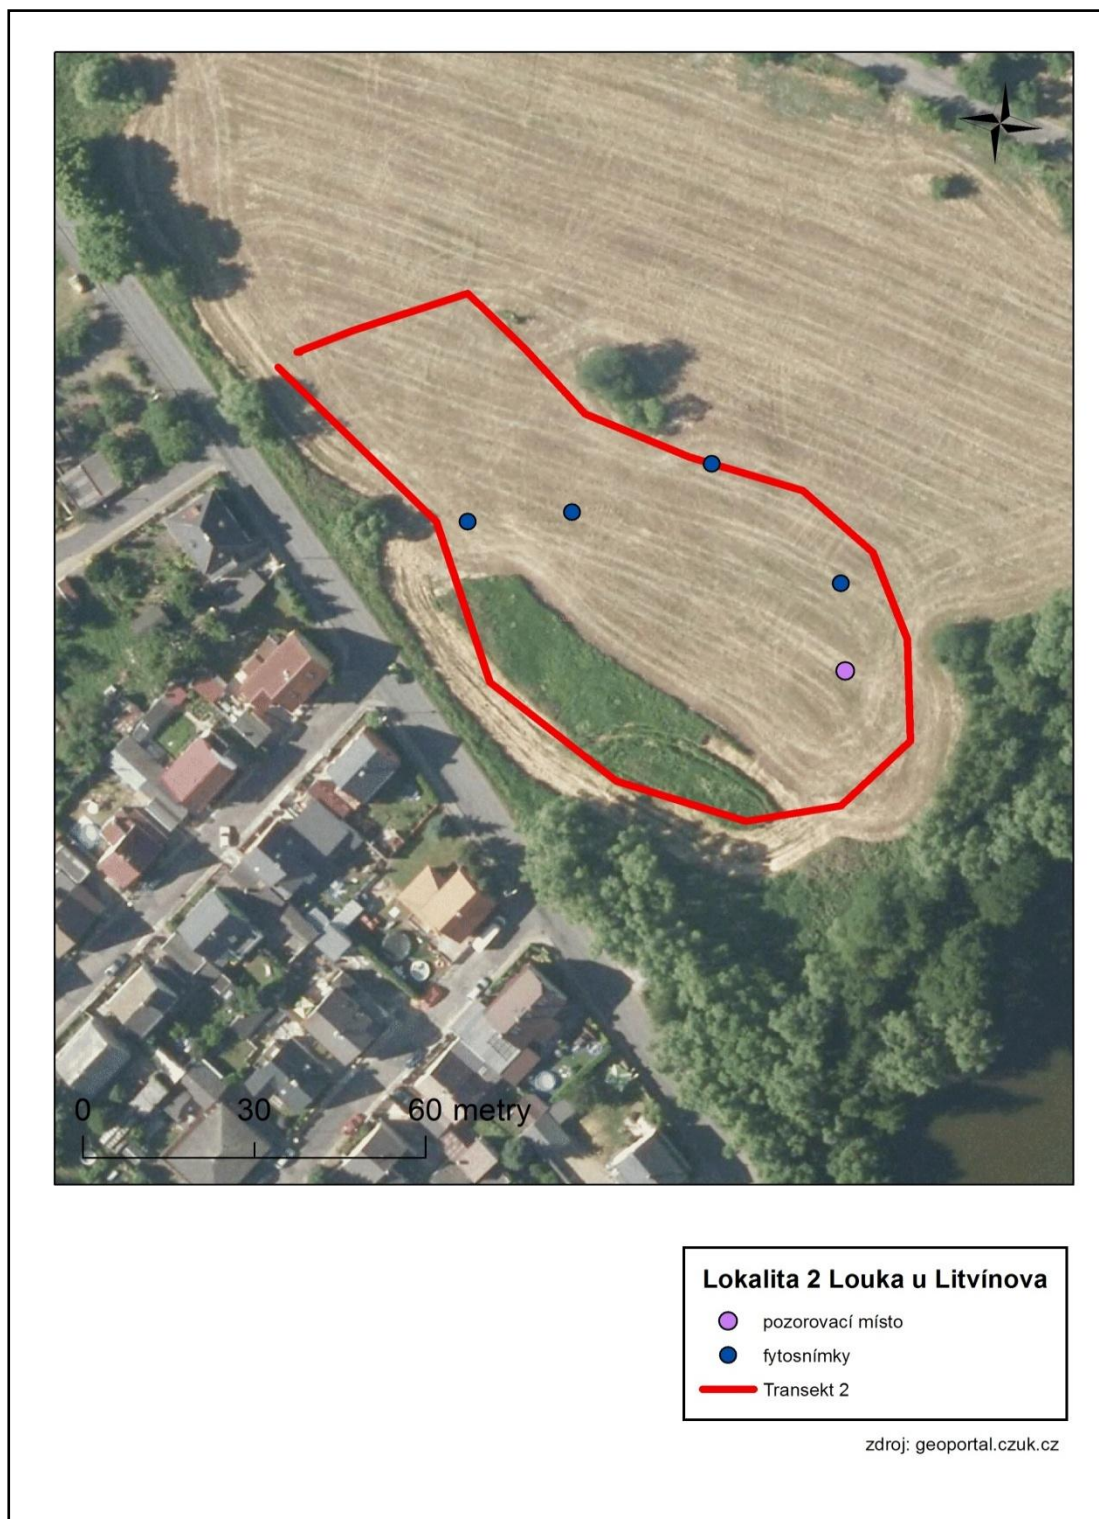 0 30 60 metry
Lokalita 2 Louka u Litvínova
pozorovací místo
fytosnímky
Transekt 2
zdroj: geoportal.czuk.cz